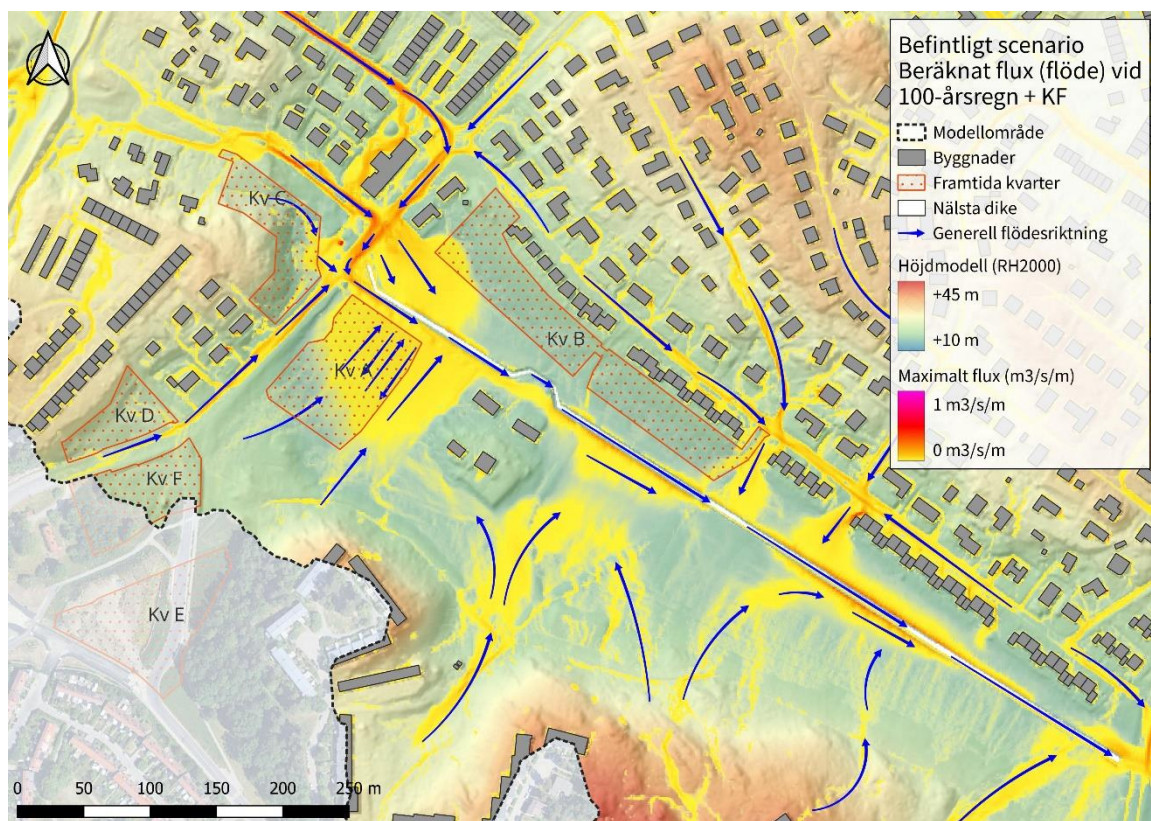 Befintligt scenario
Beräknat flux (flöde) vid
100-årsregn + KF
Modellområde
Byggnader
Framtida kvarter
Nälsta dike
Generell flödesriktning
Höjdmodell (RH2000)
+45 m
+10 m
Maximalt flux (m3/s/m)
1 m3/s/m
0 m3/s/m
Kv C
Kv B
Kv A
Kv D
Kv F
Kv E
0 50 100 150 200 250 m